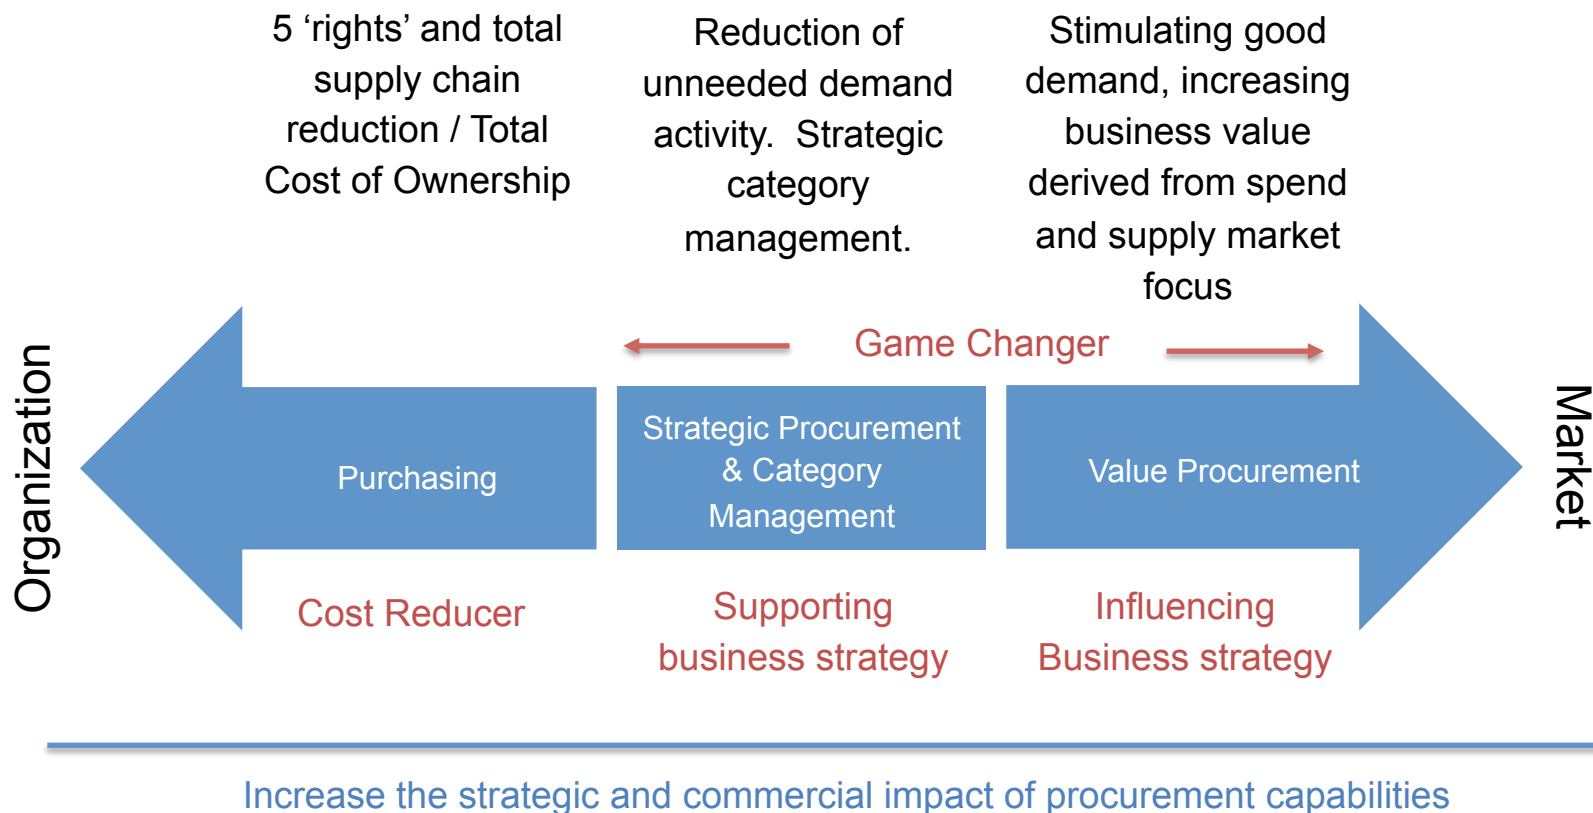 5 ‘rights’ and total
supply chain
reduction / Total
Cost of Ownership
Reduction of
unneeded demand
activity.  Strategic
category
management.
Stimulating good
demand, increasing
business value
derived from spend
and supply market
focus
Game Changer
Organization
Purchasing
Strategic Procurement
& Category
Management
Value Procurement
Market
Cost Reducer
Supporting
business strategy
Influencing
Business strategy
Increase the strategic and commercial impact of procurement capabilities